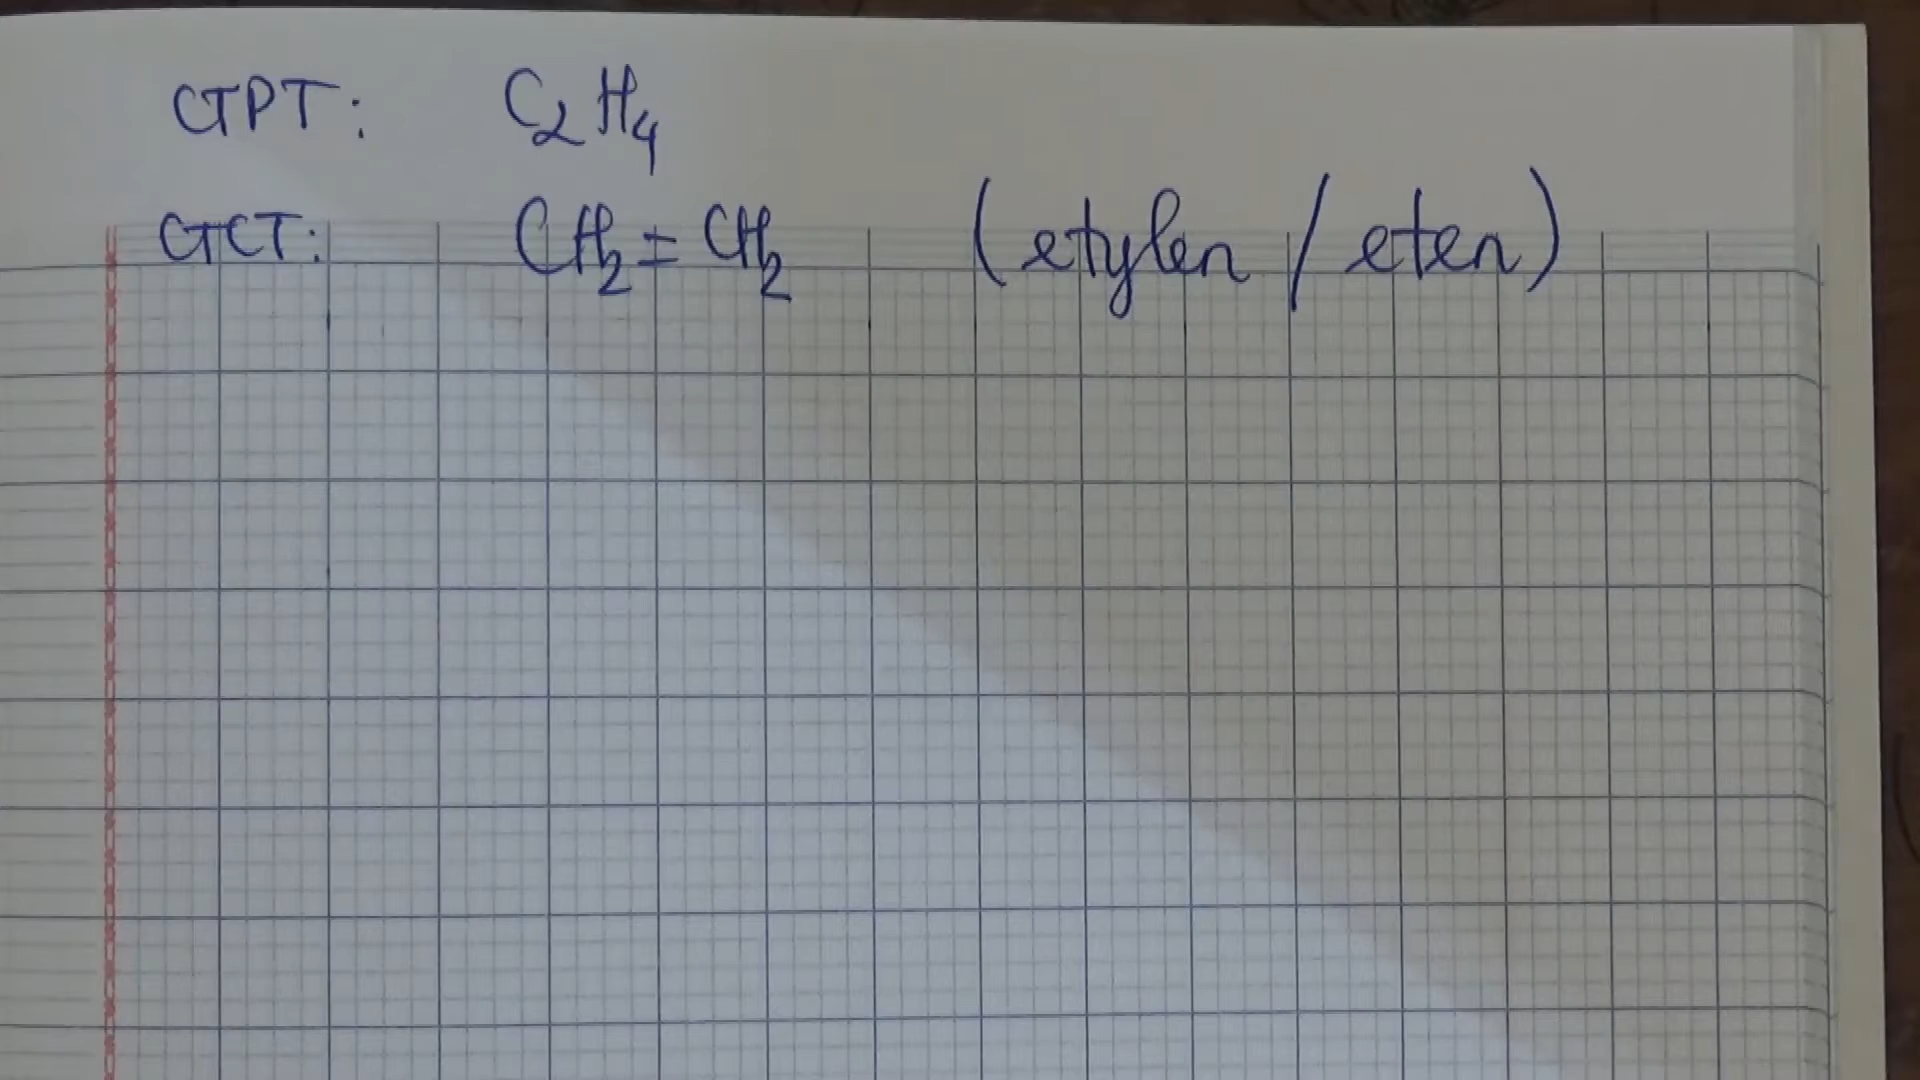 CTPT: C₂H₄
CTCT: CH₂ = CH₂ (etylen / eten)